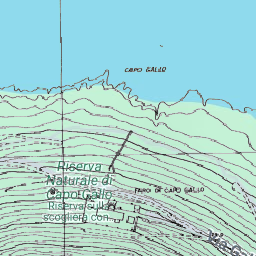 CAPO GALLO
Riserva
Naturale di
Capo Gallo
FARO DI CAPO GALLO
Riserva sulla
scogliera con